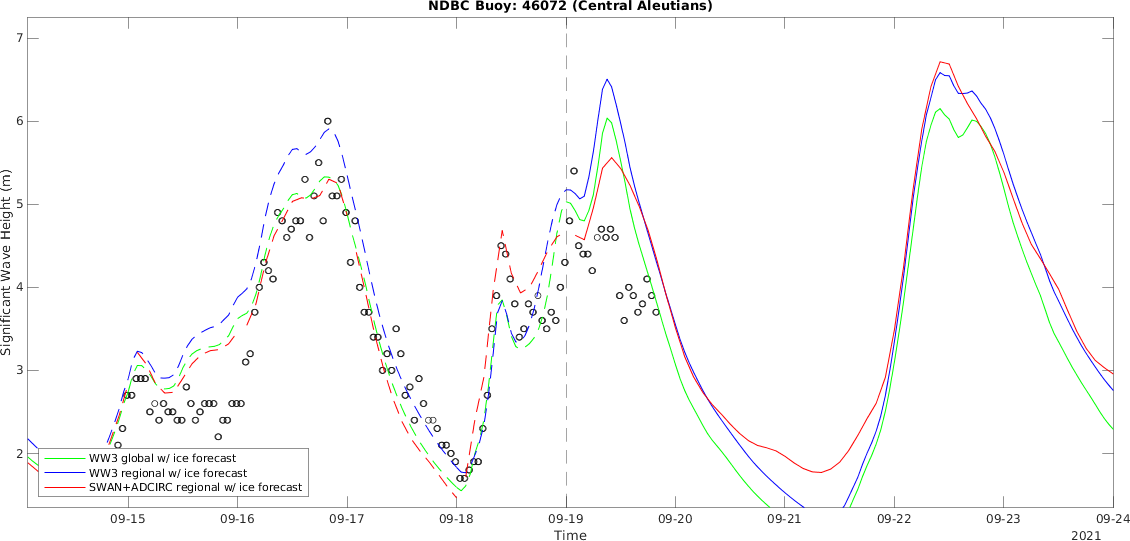 NDBC Buoy: 46072 (Central Aleutians)
7
6
5
4
3
2
Significant Wave Height (m)
WW3 global w/ ice forecast
WW3 regional w/ ice forecast
SWAN+ADCIRC regional w/ ice forecast
09-15 09-16 09-17 09-18 09-19 09-20 09-21 09-22 09-23 09-24
Time
2021